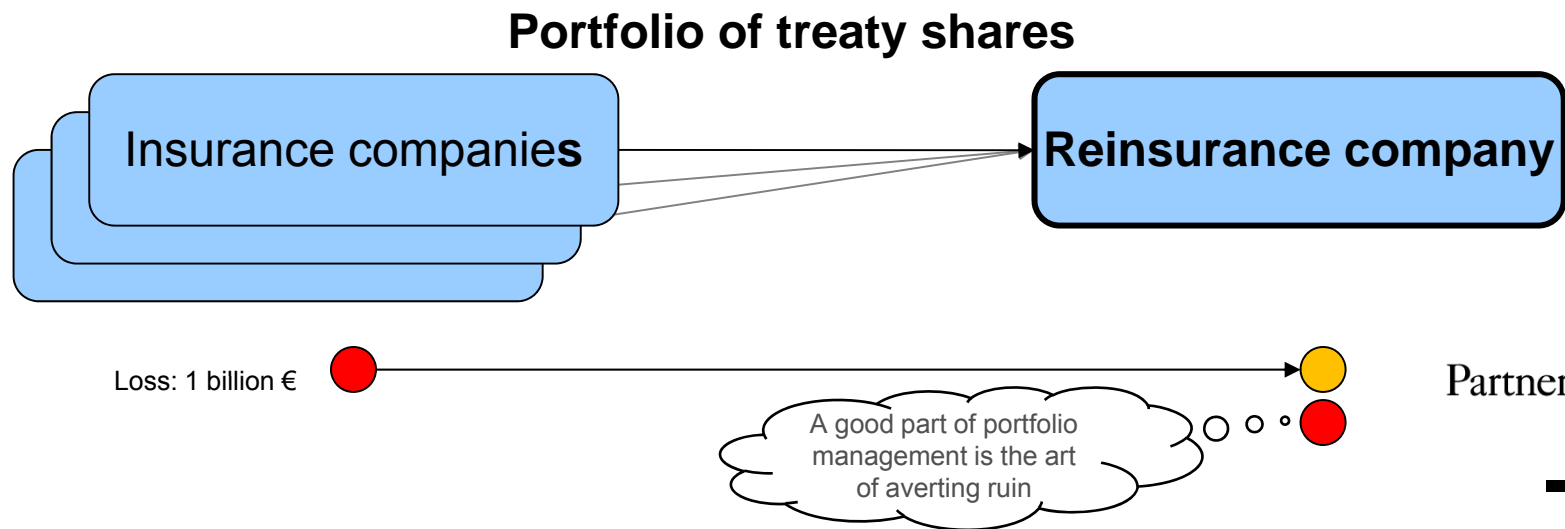 Portfolio of treaty shares
Insurance companies
Reinsurance company
Loss: 1 billion €
Partner
A good part of portfolio
management is the art
of averting ruin